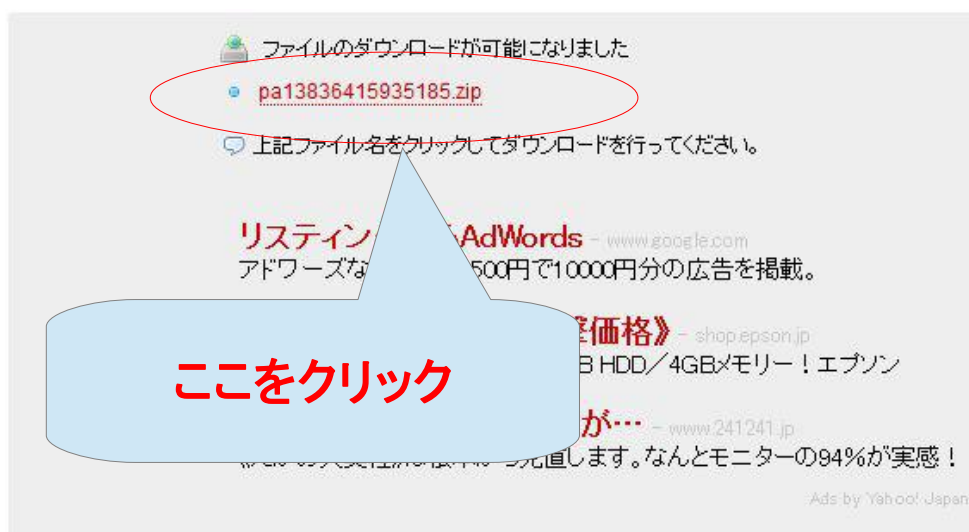 ファイルのダウンロードが可能になりました
pa13836415935185.zip
上記ファイル名をクリックしてダウンロードを行ってください。
リスティン AdWords - www.google.com
アドワーズな 500円で10000円分の広告を掲載。
価格》 - shop.epson.jp
B HDD/4GBメモリー！エプソン
ここをクリック
が… - www.241241.jp
見直します。なんとモニターの94%が実感！
Ads by Yahoo! Japan